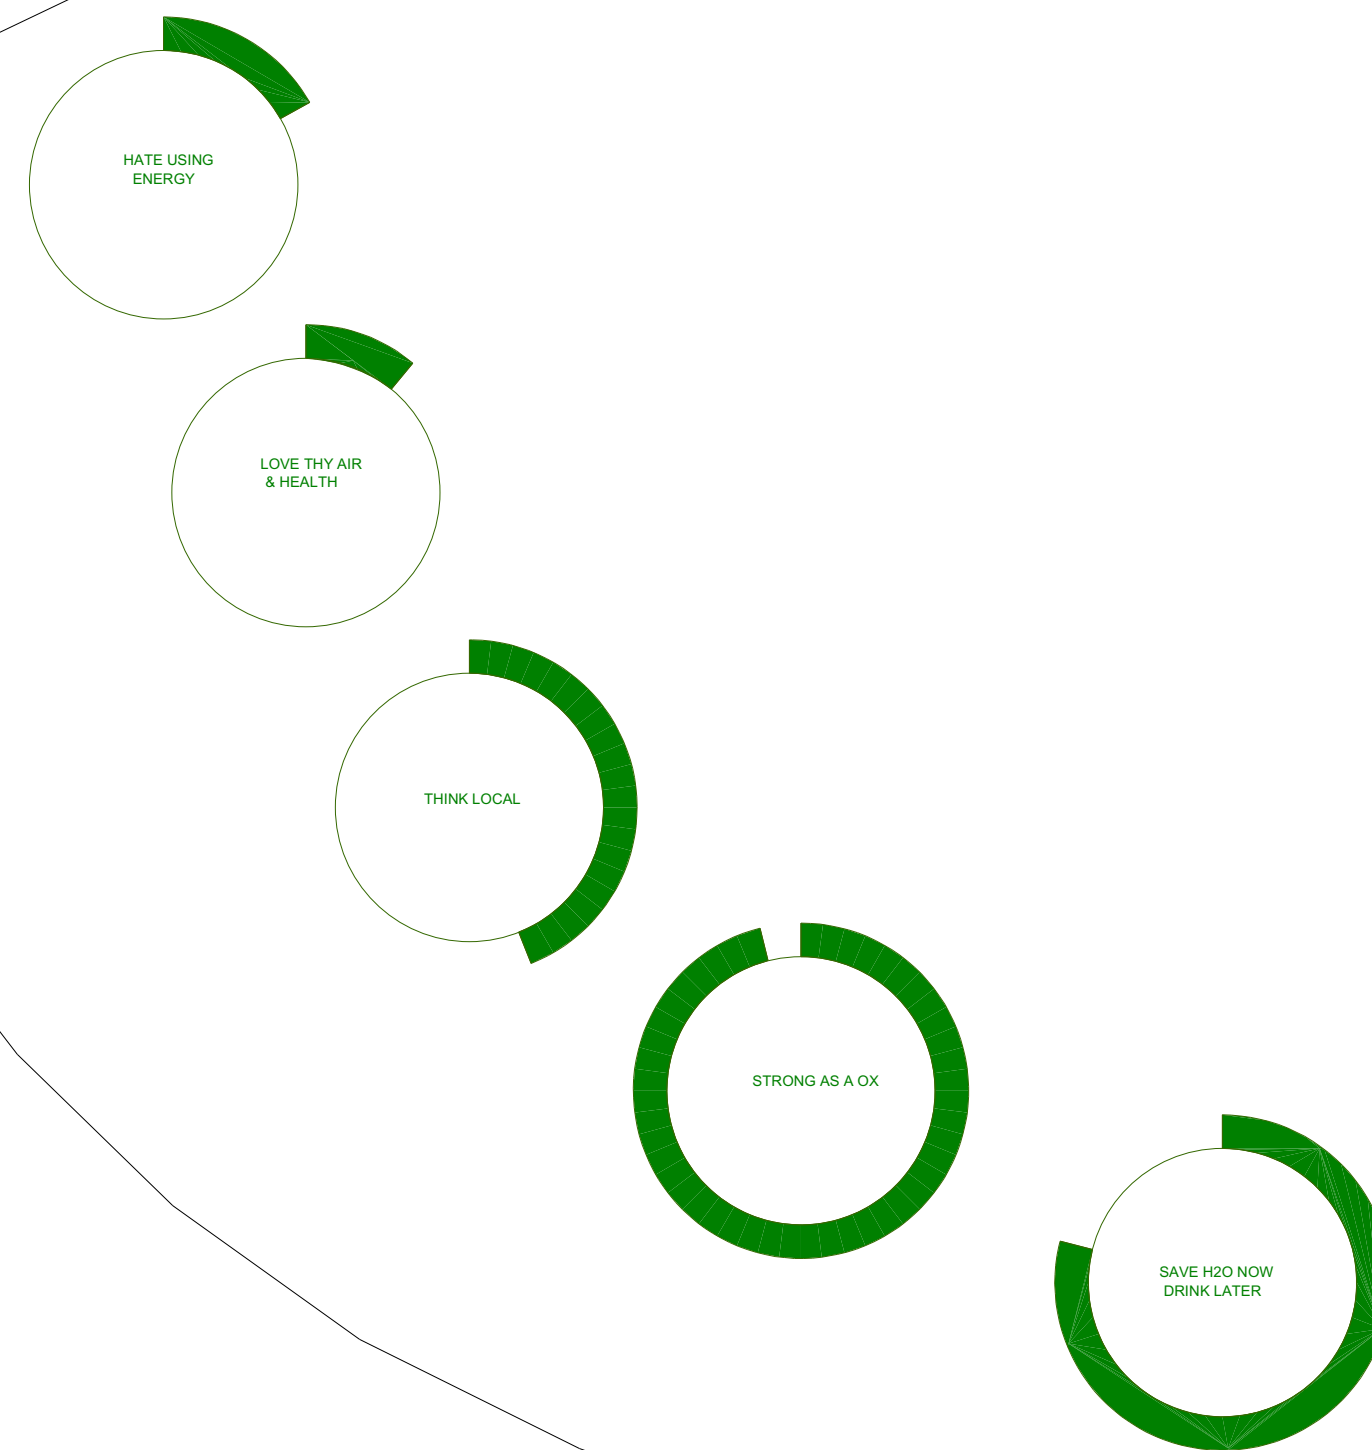 HATE USING
ENERGY
LOVE THY AIR
& HEALTH
THINK LOCAL
STRONG AS A OX
SAVE H2O NOW
DRINK LATER